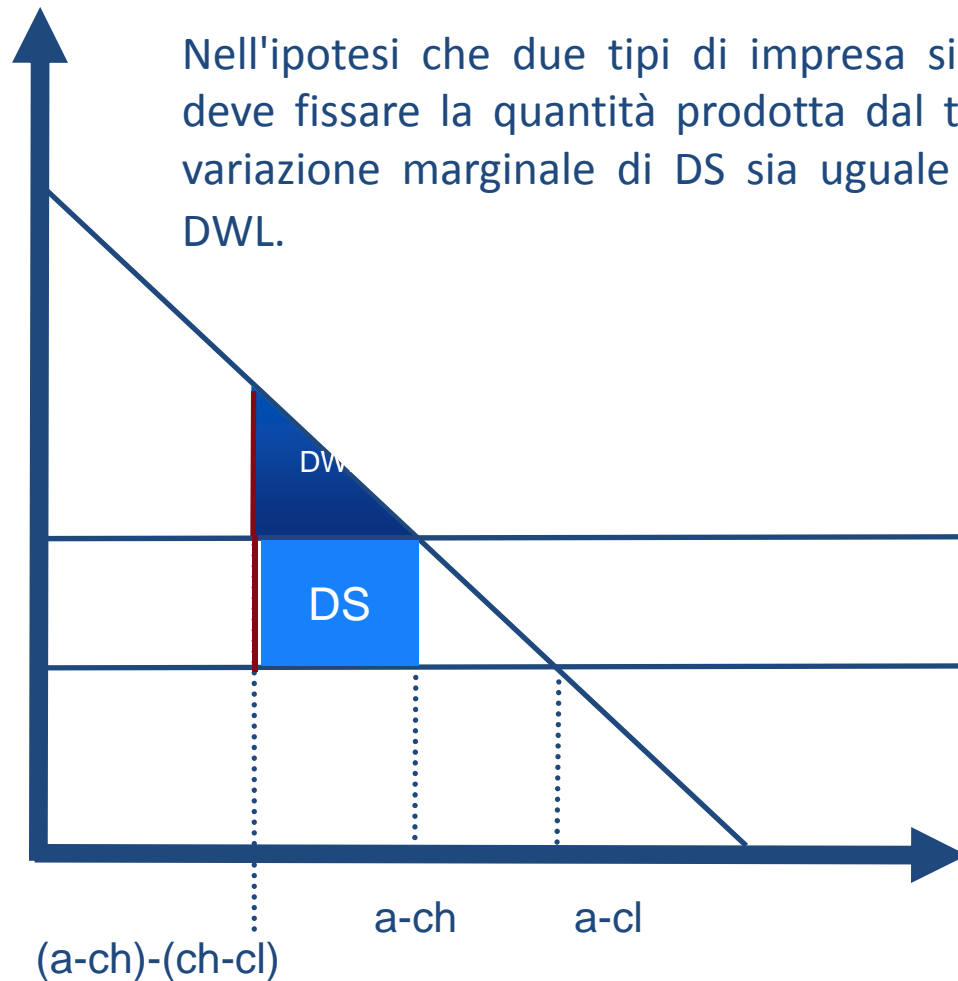 Nell'ipotesi che due tipi di impresa si
deve fissare la quantità prodotta dal t
variazione marginale di DS sia uguale
DWL.
DW
DS
a-ch a-cl
(a-ch)-(ch-cl)